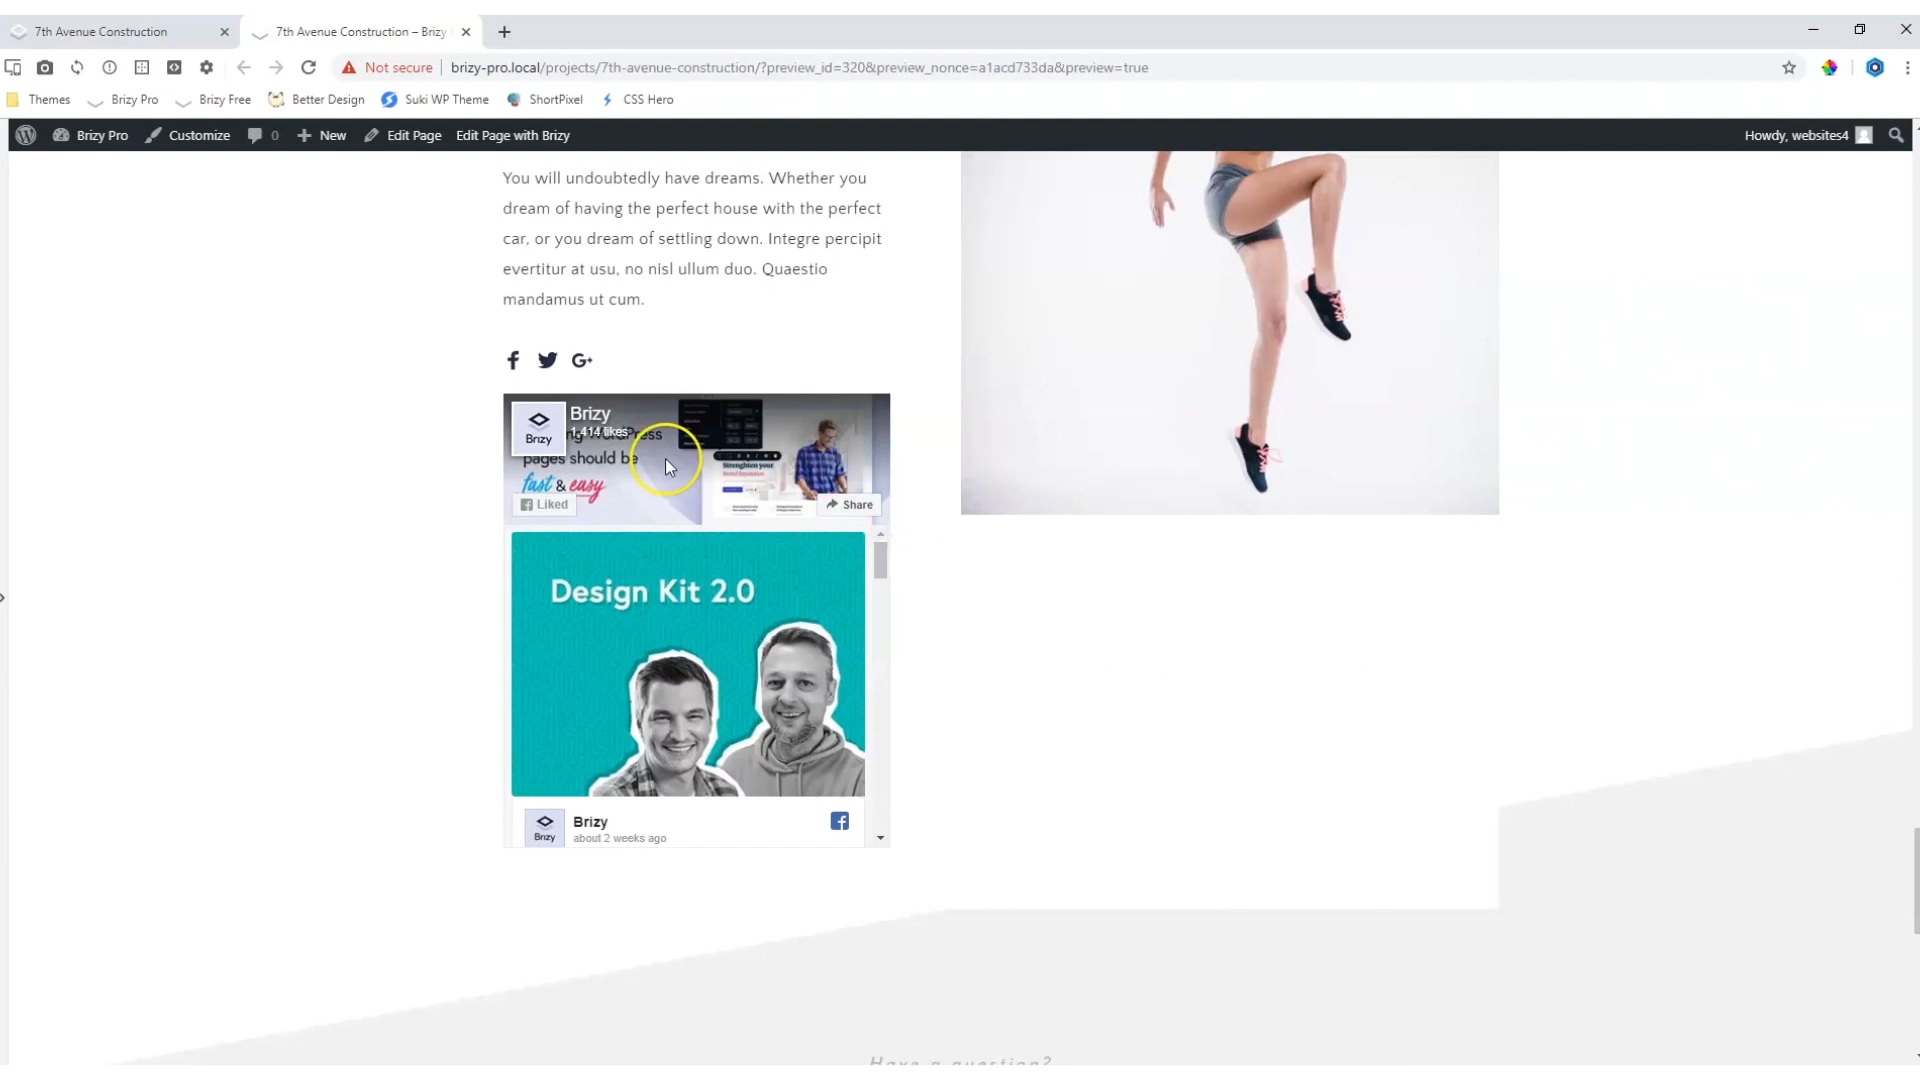 7th Avenue Construction
7th Avenue Construction – Brizy
Not secure
brizy-pro.local/projects/7th-avenue-construction/?preview_id=320&preview_nonce=a1acd733da&preview=true
Themes
Brizy Pro
Brizy Free
Better Design
Suki WP Theme
ShortPixel
CSS Hero
Brizy Pro
Customize
0
New
Edit Page
Edit Page with Brizy
Howdy, websites4
You will undoubtedly have dreams. Whether you
dream of having the perfect house with the perfect
car, or you dream of settling down. Integre percipit
evertitur at usu, no nisl ullum duo. Quaestio
mandamus ut cum.
Brizy
1,414 likes
Brizy
WordPress
pages should be
fast & easy
Strenghten your
Liked
Share
Design Kit 2.0
Brizy
about 2 weeks ago
Brizy
Have a question?